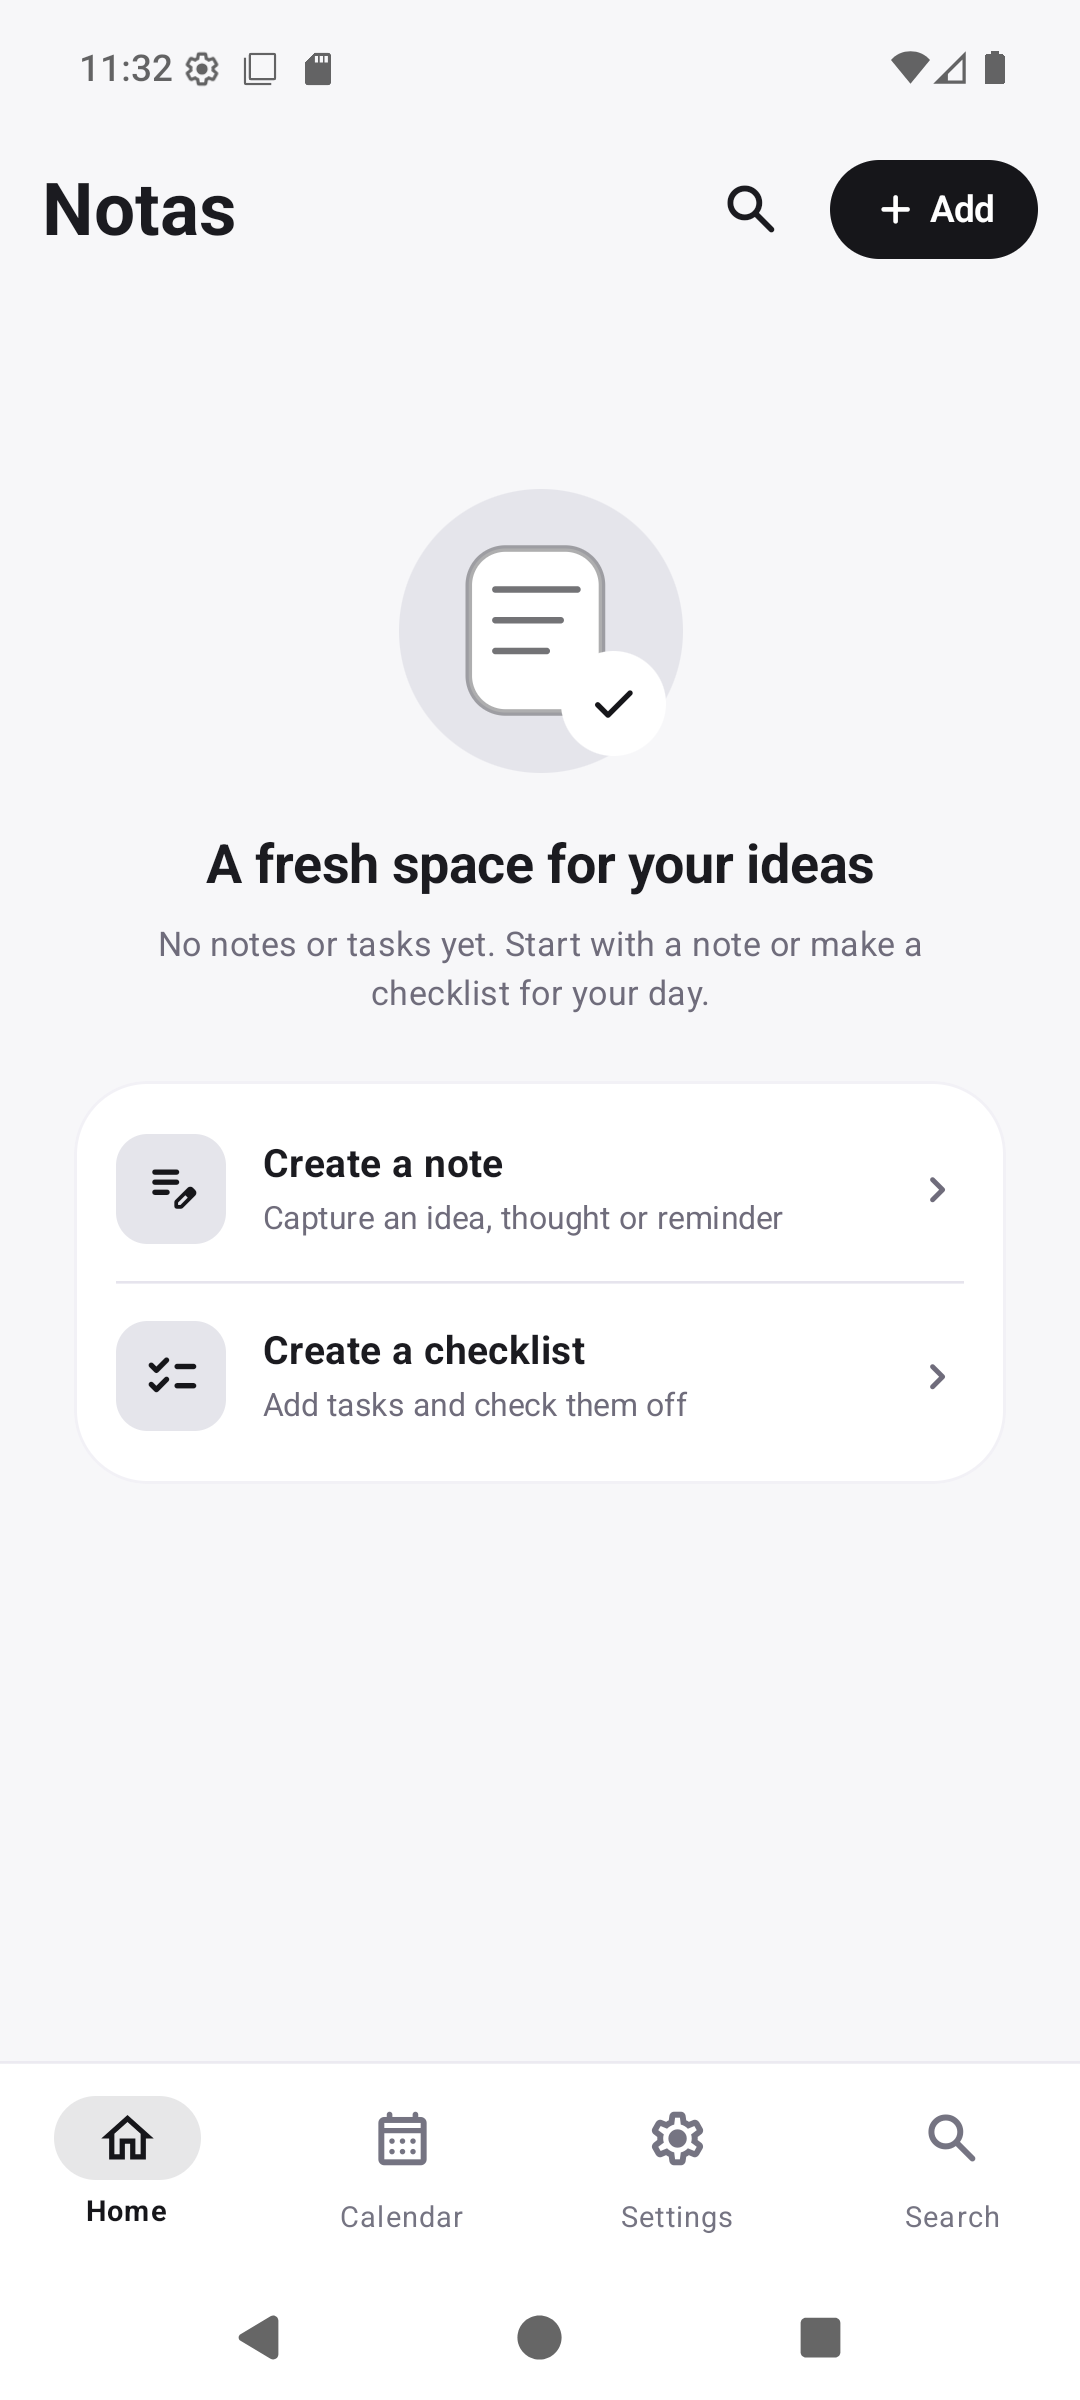 11:32
Notas
Add
A fresh space for your ideas
No notes or tasks yet. Start with a note or make a
checklist for your day.
Create a note
Capture an idea, thought or reminder
Create a checklist
Add tasks and check them off
Home
Calendar
Settings
Search